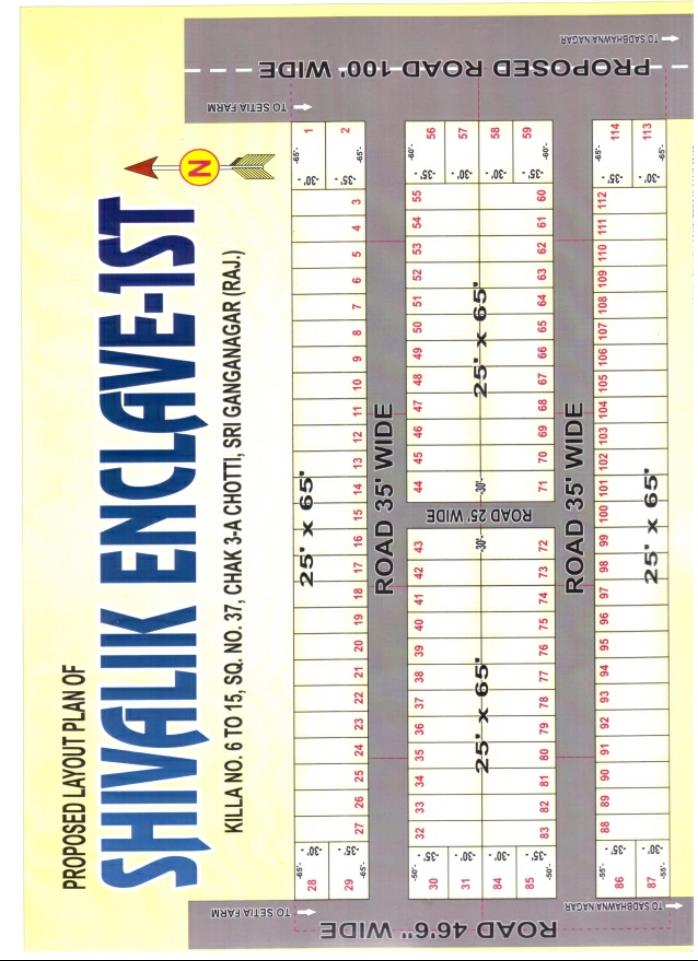 PROPOSED LAYOUT PLAN OF
SHIVALIK ENCLAVE-1ST
KILLA NO. 6 TO 15, SQ. NO. 37, CHAK 3-A CHOTTI, SRI GANGANAGAR (RAJ.)
N
TO SETIA FARM
TO SETIA FARM
ROAD 46'6" WIDE
PROPOSED ROAD 100' WIDE
-65'-
28
-30'-
25' x 65'
-30'-
-65'-
1
29
-65'-
-35'-
27 26 25 24 23 22 21 20 19 18 17 16 15 14 13 12 11 10 9 8 7 6 5 4 3
-35'-
-65'-
2
ROAD 35' WIDE
-50'-
30
-35'-
32 33 34 35 36 37 38 39 40 41 42 43
44 45 46 47 48 49 50 51 52 53 54 55
-35'-
-60'-
56
31
-30'-
-30'-
57
25' x 65'
-30'-
ROAD 25' WIDE
-30'-
25' x 65'
84
-30'-
-30'-
58
85
-50'-
-35'-
83 82 81 80 79 78 77 76 75 74 73 72
71 70 69 68 67 66 65 64 63 62 61 60
-35'-
-60'-
59
ROAD 35' WIDE
-55'-
86
-35'-
88 89 90 91 92 93 94 95 96 97 98 99 100 101 102 103 104 105 106 107 108 109 110 111 112
-35'-
-65'-
114
87
-55'-
-30'-
25' x 65'
-30'-
-65'-
113
TO SADBHAWNA NAGAR
TO SADBHAWNA NAGAR